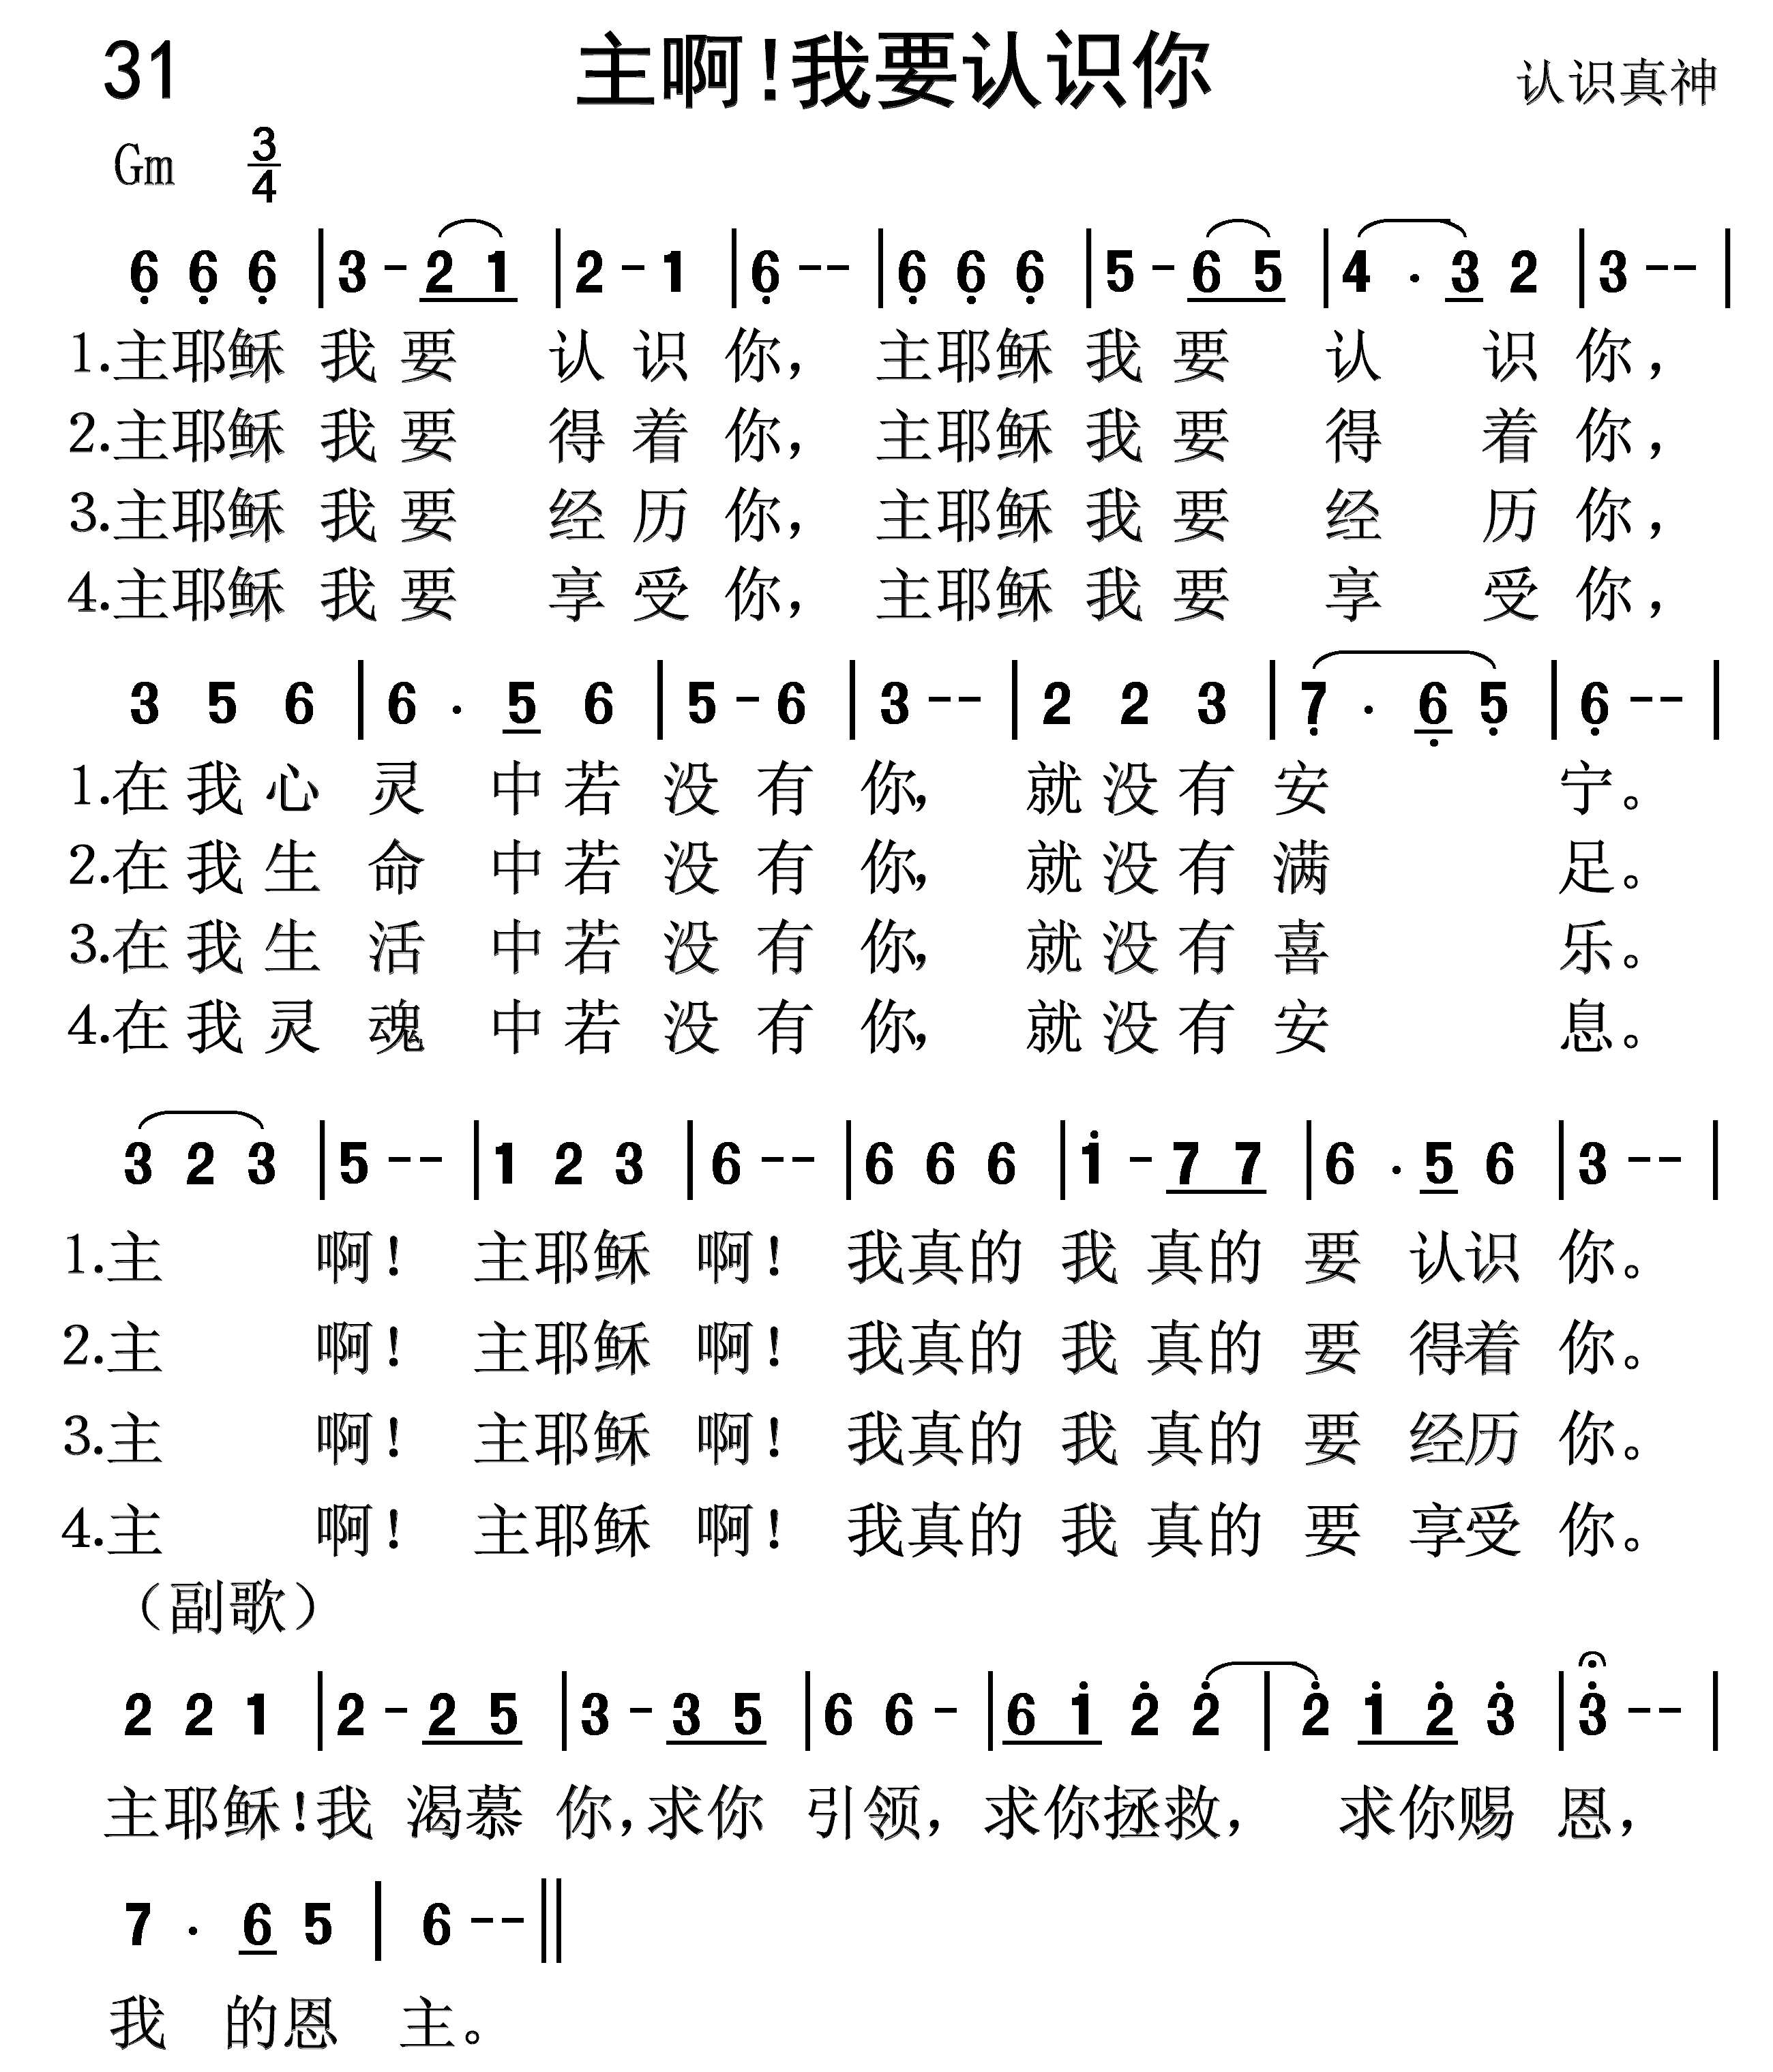 31 主啊！我要认识你 认识真神
Gm 3/4
6̣ 6̣ 6̣ | 3 - 2 1 | 2 - 1 | 6̣ - - | 6̣ 6̣ 6̣ | 5 - 6 5 | 4 · 3 2 | 3 - - |
1.主耶稣 我 要 认 识 你， 主耶稣 我 要 认 识 你，
2.主耶稣 我 要 得 着 你， 主耶稣 我 要 得 着 你，
3.主耶稣 我 要 经 历 你， 主耶稣 我 要 经 历 你，
4.主耶稣 我 要 享 受 你， 主耶稣 我 要 享 受 你，
3 5 6 | 6 · 5 6 | 5 - 6 | 3 - - | 2 2 3 | 7̣ · 6̣ 5̣ | 6̣ - - |
1.在 我 心 灵 中 若 没 有 你， 就 没 有 安 宁。
2.在 我 生 命 中 若 没 有 你， 就 没 有 满 足。
3.在 我 生 活 中 若 没 有 你， 就 没 有 喜 乐。
4.在 我 灵 魂 中 若 没 有 你， 就 没 有 安 息。
3 2 3 | 5 - - | 1 2 3 | 6 - - | 6 6 6 | 1̇ - 7 7 | 6 · 5 6 | 3 - - |
1.主 啊！ 主耶稣 啊！ 我真的 我 真的 要 认识 你。
2.主 啊！ 主耶稣 啊！ 我真的 我 真的 要 得着 你。
3.主 啊！ 主耶稣 啊！ 我真的 我 真的 要 经历 你。
4.主 啊！ 主耶稣 啊！ 我真的 我 真的 要 享受 你。
（副歌）
2 2 1 | 2 - 2 5 | 3 - 3 5 | 6 6 - | 6 1̇ 2̇ 2̇ | 2̇ 1̇ 2̇ 3̇ | 3̇ - - |
主耶稣！我 渴慕 你，求你 引领，求你拯救， 求你赐 恩，
7 · 6 5 | 6 - - ||
我 的恩 主。